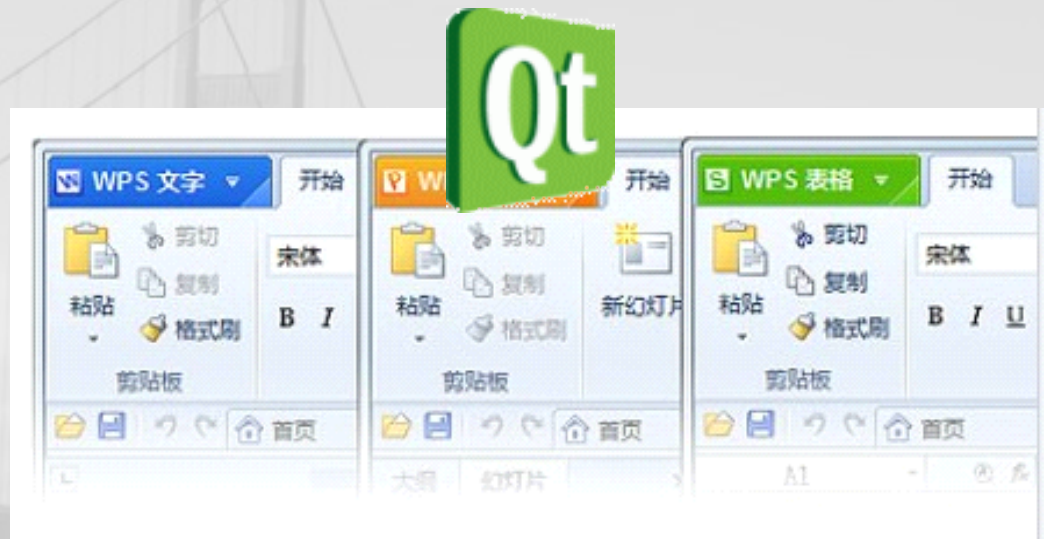 Qt
WPS 文字
开始
剪切
复制
粘贴
格式刷
宋体
B I
剪贴板
首页
W
开始
剪切
复制
粘贴
格式刷
新幻灯片
剪贴板
首页
大纲 幻灯片
S WPS 表格
开始
剪切
复制
粘贴
格式刷
宋体
B I U
剪贴板
首页
A1
fx